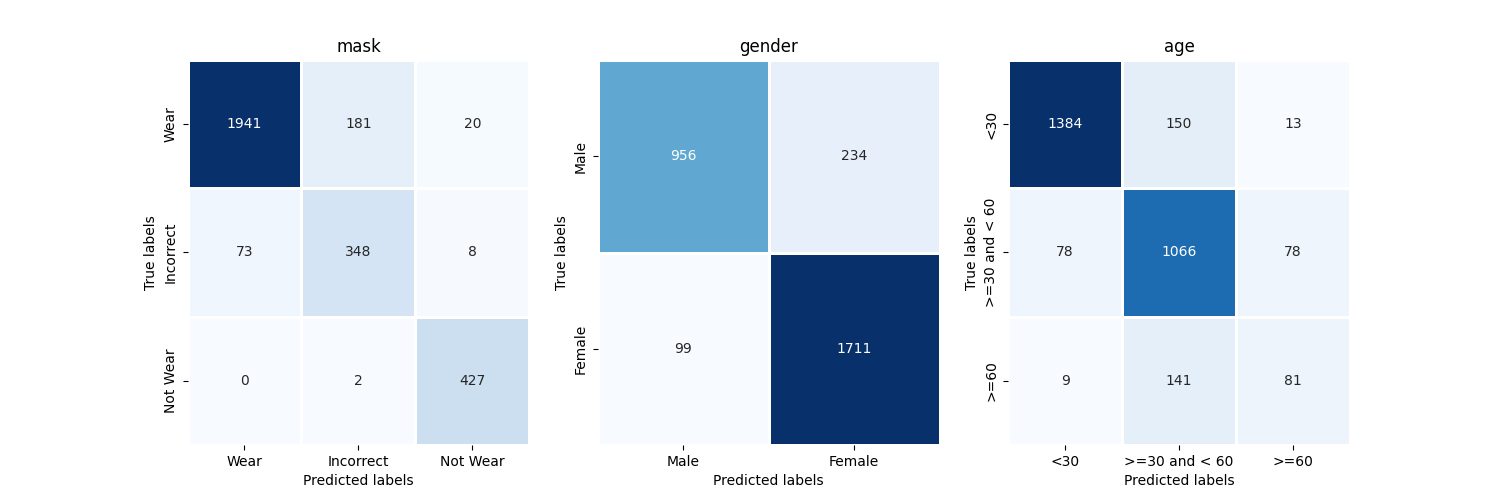 mask
True labels
Wear
Incorrect
Not Wear
1941 181 20
73 348 8
0 2 427
Wear Incorrect Not Wear
Predicted labels
gender
True labels
Male
Female
956 234
99 1711
Male Female
Predicted labels
age
True labels
<30
>=30 and < 60
>=60
1384 150 13
78 1066 78
9 141 81
<30 >=30 and < 60 >=60
Predicted labels